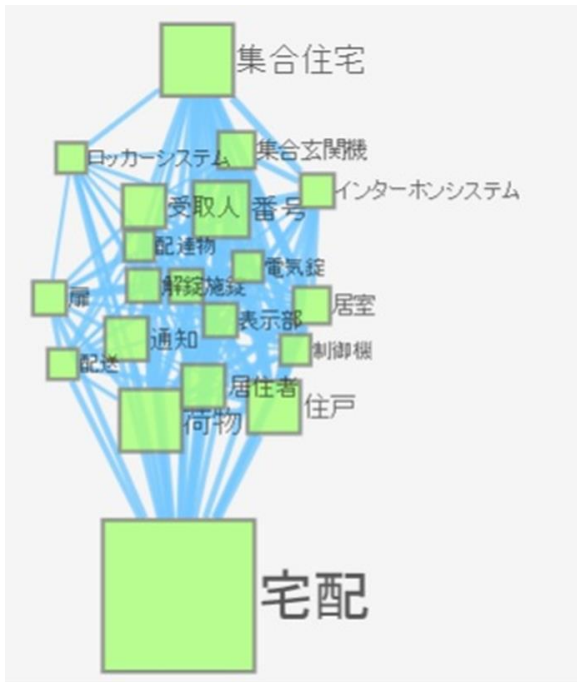 集合住宅
集合玄関機
ロッカーシステム
インターホンシステム
受取人
番号
配達物
電気錠
解錠施錠
扉
居室
表示部
通知
制御機
配送
居住者
住戸
荷物
宅配